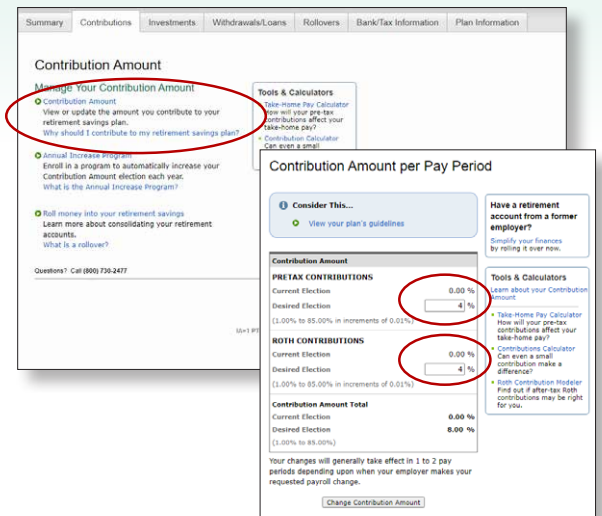 Summary Contributions Investments Withdrawals/Loans Rollovers Bank/Tax Information Plan Information
Contribution Amount
Manage Your Contribution Amount
Contribution Amount
View or update the amount you contribute to your
retirement savings plan.
Why should I contribute to my retirement savings plan?
Annual Increase Program
Enroll in a program to automatically increase your
Contribution Amount election each year.
What is the Annual Increase Program?
Roll money into your retirement savings
Learn more about consolidating your retirement
accounts.
What is a rollover?
Questions? Call (800) 730-2477
Tools & Calculators
Take-Home Pay Calculator
How will your pre-tax
contributions affect your
take-home pay?
Contribution Calculator
Can even a small
Contribution Amount per Pay Period
Consider This...
View your plan's guidelines
Contribution Amount
PRETAX CONTRIBUTIONS
Current Election 0.00 %
Desired Election 4 %
(1.00% to 85.00% in increments of 0.01%)
ROTH CONTRIBUTIONS
Current Election 0.00 %
Desired Election 4 %
(1.00% to 85.00% in increments of 0.01%)
Contribution Amount Total
Current Election 0.00 %
Desired Election 8.00 %
(1.00% to 85.00%)
Your changes will generally take effect in 1 to 2 pay
periods depending upon when your employer makes your
requested payroll change.
Change Contribution Amount
Have a retirement
account from a former
employer?
Simplify your finances
by rolling it over now.
Tools & Calculators
Learn about your Contribution
Amount
Take-Home Pay Calculator
How will your pre-tax
contributions affect your
take-home pay?
Contributions Calculator
Can even a small
contribution make a
difference?
Roth Contribution Modeler
Find out if after-tax Roth
contributions may be right
for you.